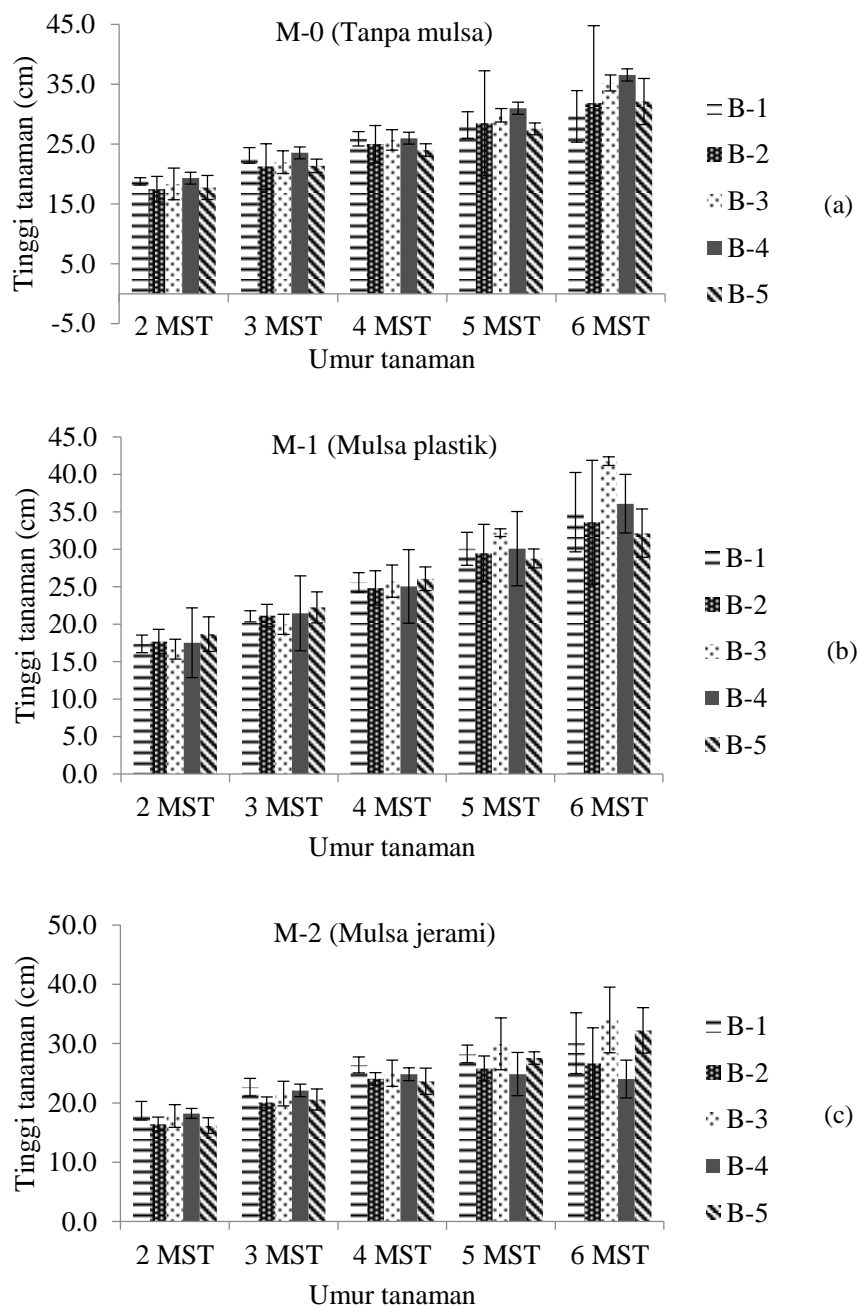 M-0 (Tanpa mulsa)
Tinggi tanaman (cm)
45.0
35.0
25.0
15.0
5.0
-5.0
2 MST 3 MST 4 MST 5 MST 6 MST
Umur tanaman
B-1
B-2
B-3
B-4
B-5
(a)
M-1 (Mulsa plastik)
Tinggi tanaman (cm)
45.0
40.0
35.0
30.0
25.0
20.0
15.0
10.0
5.0
0.0
2 MST 3 MST 4 MST 5 MST 6 MST
Umur tanaman
B-1
B-2
B-3
B-4
B-5
(b)
M-2 (Mulsa jerami)
Tinggi tanaman (cm)
50.0
40.0
30.0
20.0
10.0
0.0
2 MST 3 MST 4 MST 5 MST 6 MST
Umur tanaman
B-1
B-2
B-3
B-4
B-5
(c)